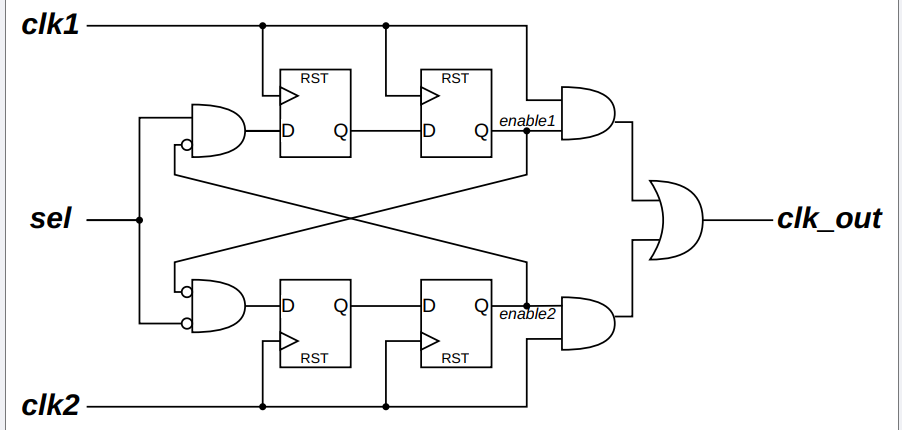 clk1
RST
RST
D
Q
D
Q
enable1
sel
clk_out
D
Q
D
Q
enable2
RST
RST
clk2